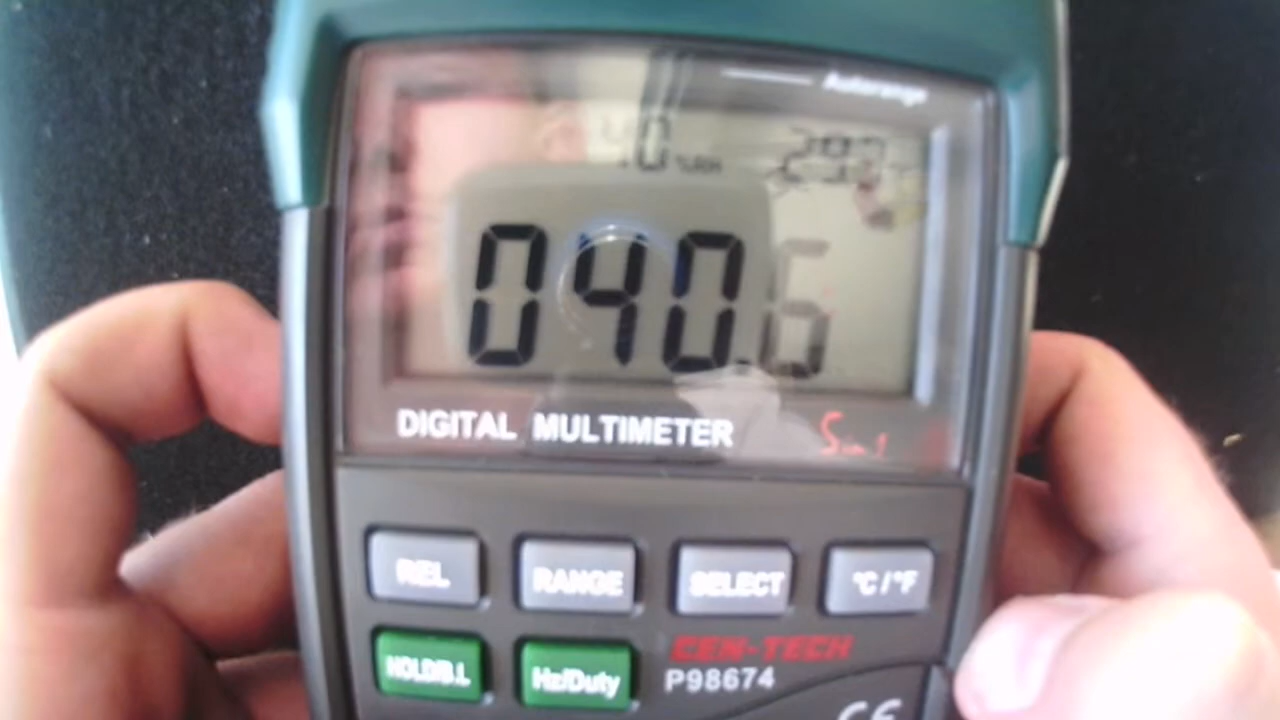 Autorange
040.6
DIGITAL MULTIMETER
REL RANGE SELECT °C/°F
HOLD/B.L Hz/Duty
CEN-TECH
P98674
CE